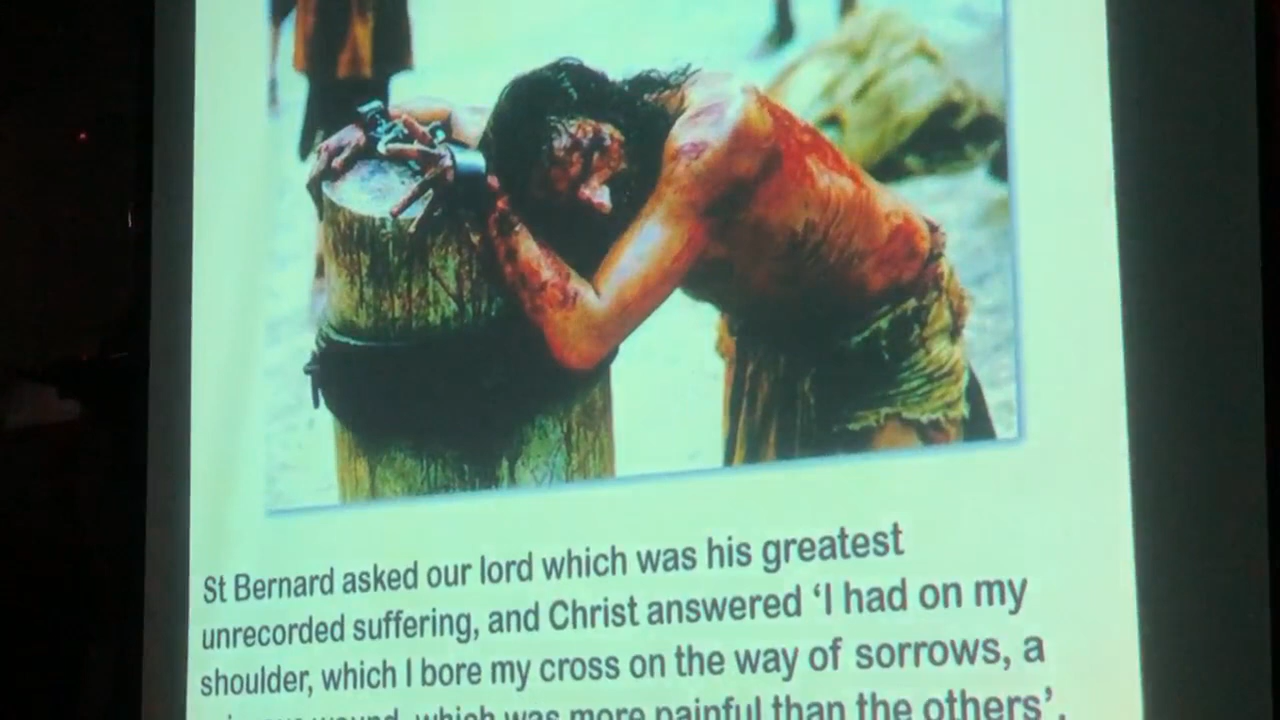 St Bernard asked our lord which was his greatest
unrecorded suffering, and Christ answered ‘I had on my
shoulder, which I bore my cross on the way of sorrows, a
wound, which was more painful than the others’.